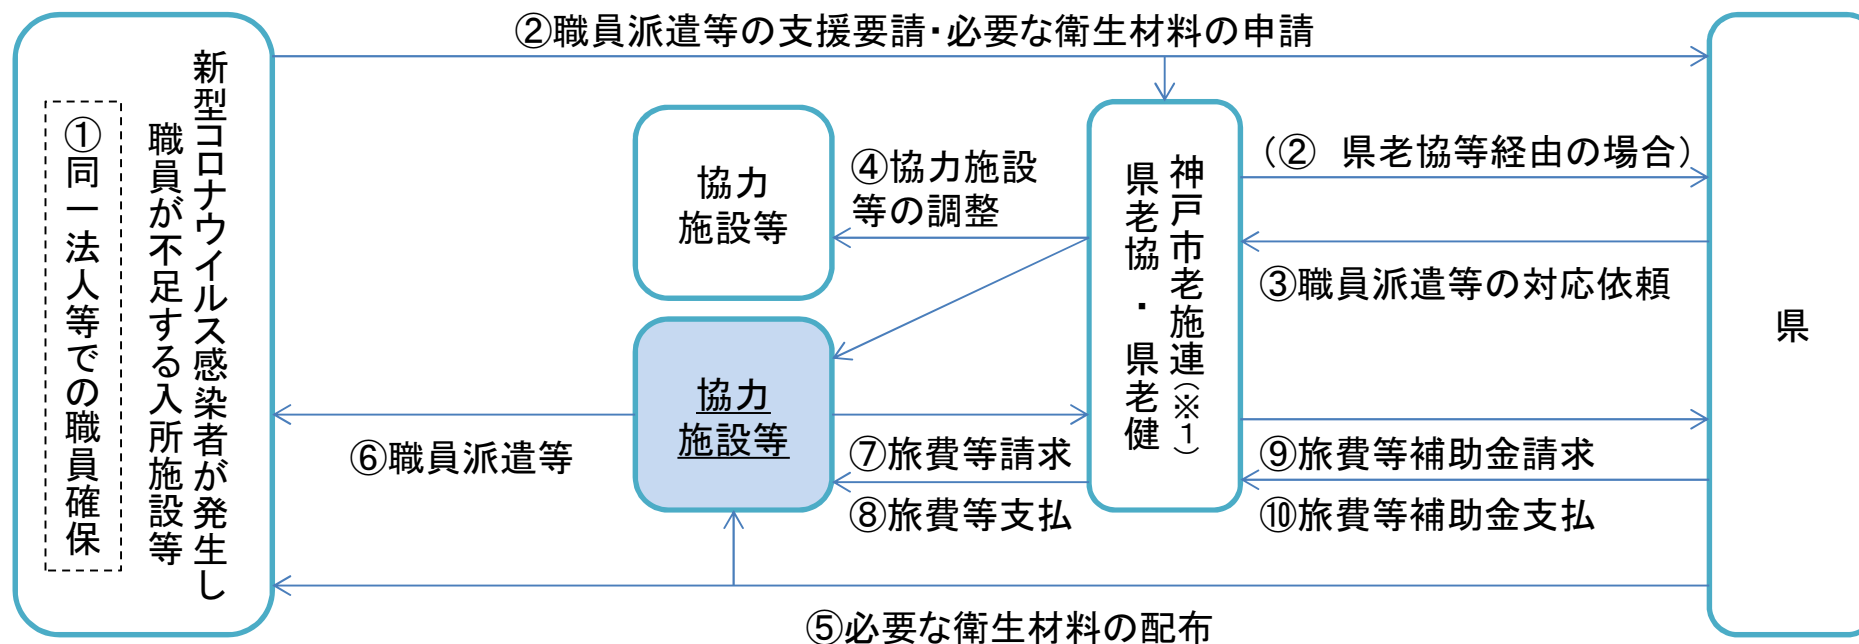 ②職員派遣等の支援要請・必要な衛生材料の申請
新型コロナウイルス感染者が発生し
職員が不足する入所施設等
①同一法人等での職員確保
協力
施設等
④協力施設
等の調整
神戸市老施連(※1)
県老協・県老健
(② 県老協等経由の場合)
③職員派遣等の対応依頼
県
協力
施設等
⑥職員派遣等
⑦旅費等請求
⑧旅費等支払
⑨旅費等補助金請求
⑩旅費等補助金支払
⑤必要な衛生材料の配布